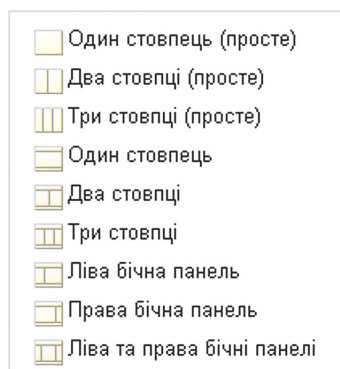 Один стовпець (просте)
Два стовпці (просте)
Три стовпці (просте)
Один стовпець
Два стовпці
Три стовпці
Ліва бічна панель
Права бічна панель
Ліва та права бічні панелі